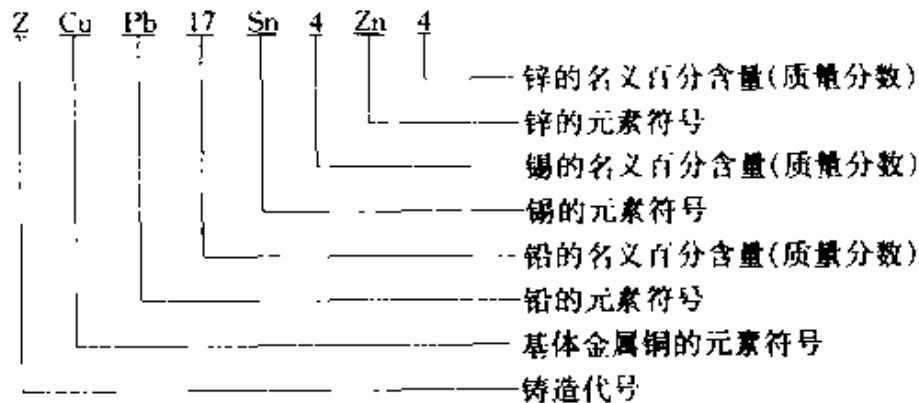 Z Cu Pb 17 Sn 4 Zn 4
锌的名义百分含量(质量分数)
锌的元素符号
锡的名义百分含量(质量分数)
锡的元素符号
铅的名义百分含量(质量分数)
铅的元素符号
基体金属铜的元素符号
铸造代号